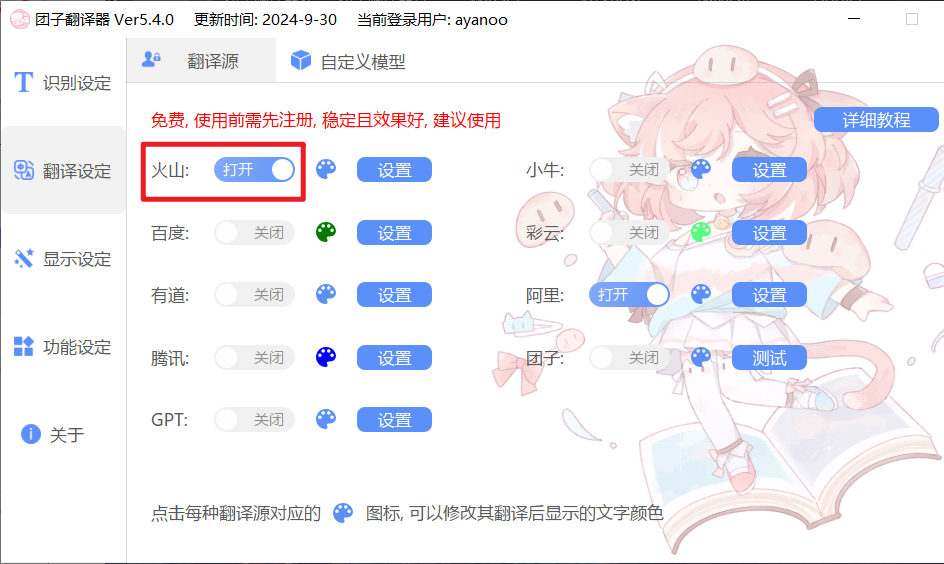 团子翻译器 Ver5.4.0 更新时间: 2024-9-30 当前登录用户: ayanoo
识别设定
翻译设定
显示设定
功能设定
关于
翻译源 自定义模型
免费, 使用前需先注册, 稳定且效果好, 建议使用
详细教程
火山: 打开 设置 小牛: 关闭 设置
百度: 关闭 设置 彩云: 关闭 设置
有道: 关闭 设置 阿里: 打开 设置
腾讯: 关闭 设置 团子: 关闭 测试
GPT: 关闭 设置
点击每种翻译源对应的 图标, 可以修改其翻译后显示的文字颜色